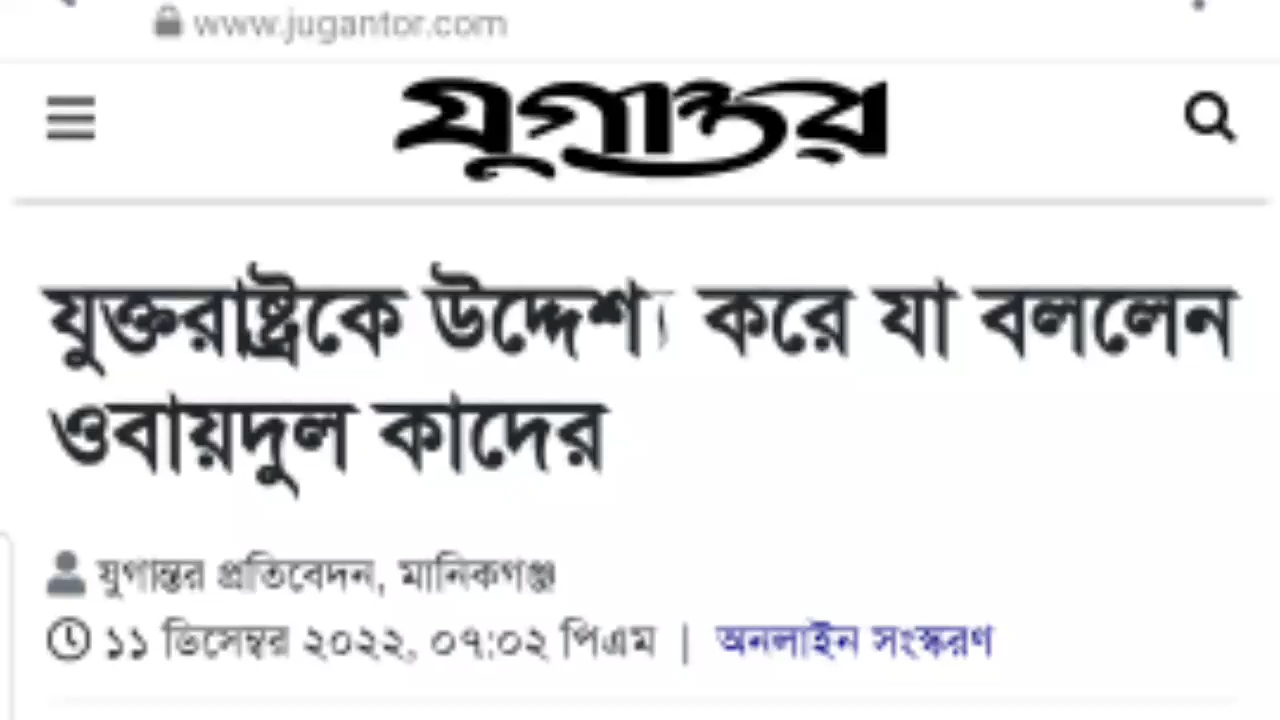 www.jugantor.com
যুগান্তর
যুক্তরাষ্ট্রকে উদ্দেশ্য করে যা বললেন
ওবায়দুল কাদের
যুগান্তর প্রতিবেদন, মানিকগঞ্জ
১১ ডিসেম্বর ২০২২, ০৭:০২ পিএম | অনলাইন সংস্করণ